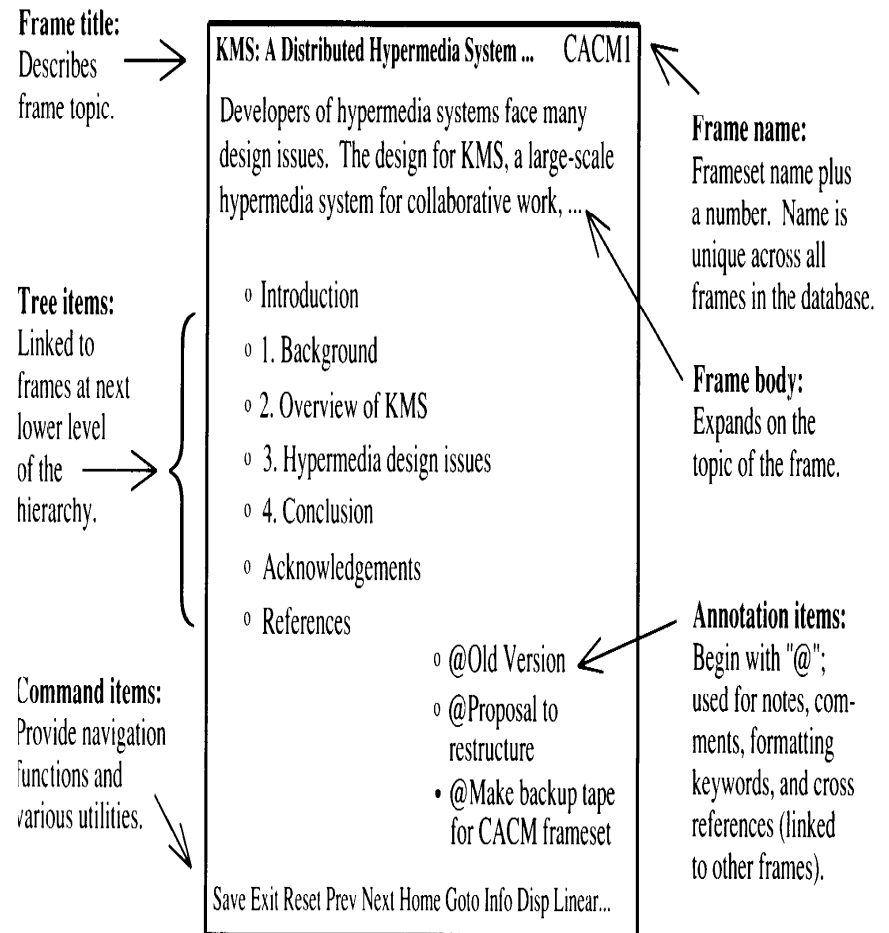 Frame title:
Describes
frame topic.
KMS: A Distributed Hypermedia System ... CACM1
Developers of hypermedia systems face many
design issues. The design for KMS, a large-scale
hypermedia system for collaborative work, ...
Frame name:
Frameset name plus
a number. Name is
unique across all
frames in the database.
Tree items:
Linked to
frames at next
lower level
of the
hierarchy.
o Introduction
o 1. Background
o 2. Overview of KMS
o 3. Hypermedia design issues
o 4. Conclusion
o Acknowledgements
o References
Frame body:
Expands on the
topic of the frame.
o @Old Version
o @Proposal to
restructure
• @Make backup tape
for CACM frameset
Annotation items:
Begin with "@";
used for notes, com-
ments, formatting
keywords, and cross
references (linked
to other frames).
Command items:
Provide navigation
functions and
various utilities.
Save Exit Reset Prev Next Home Goto Info Disp Linear...